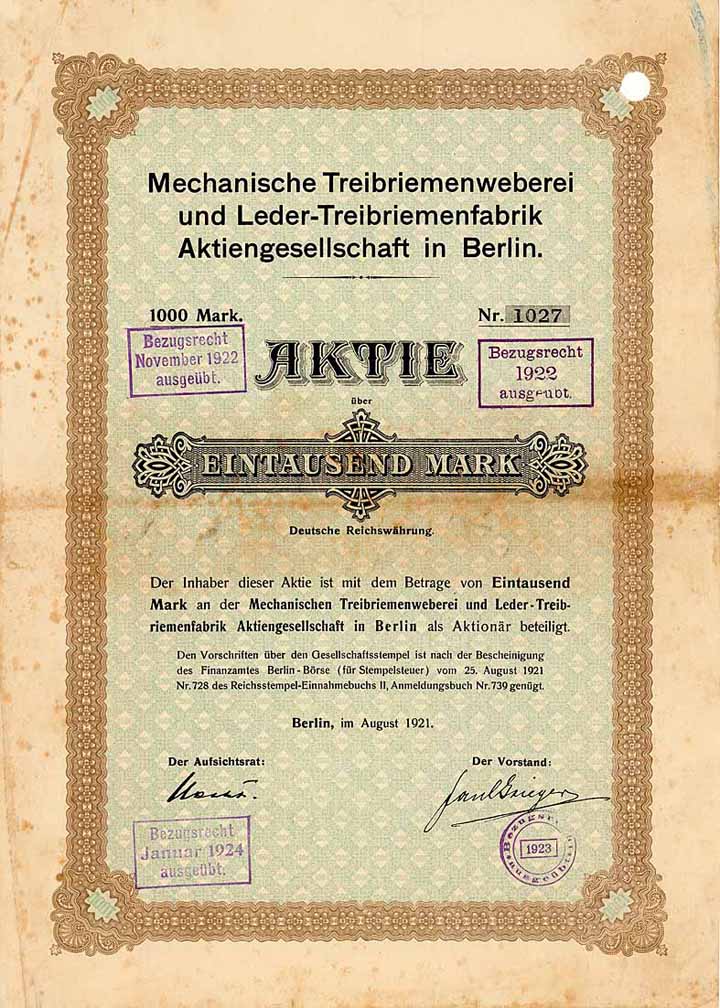 Mechanische Treibriemenweberei
und Leder-Treibriemenfabrik
Aktiengesellschaft in Berlin.
1000 Mark.
Nr. 1027
Bezugsrecht
November 1922
ausgeübt.
AKTIE
Bezugsrecht
1922
ausgeübt.
über
EINTAUSEND MARK
Deutsche Reichswährung.
Der Inhaber dieser Aktie ist mit dem Betrage von Eintausend
Mark an der Mechanischen Treibriemenweberei und Leder-Treib-
riemenfabrik Aktiengesellschaft in Berlin als Aktionär beteiligt.
Den Vorschriften über den Gesellschaftsstempel ist nach der Bescheinigung
des Finanzamtes Berlin-Börse (für Stempelsteuer) vom 25. August 1921
Nr. 728 des Reichsstempel-Einnahmebuchs II, Anmeldungsbuch Nr. 739 genügt.
Berlin, im August 1921.
Der Aufsichtsrat:
Der Vorstand:
Bezugsrecht
Januar 1924
ausgeübt.
Bezugsr.
1923
ausgeübt